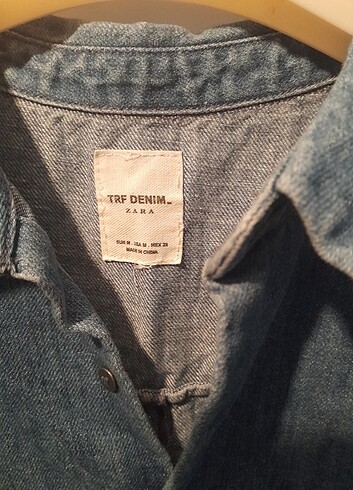 TRF DENIM_
ZARA
EUR M . USA M . MEX 28
MADE IN CHINA